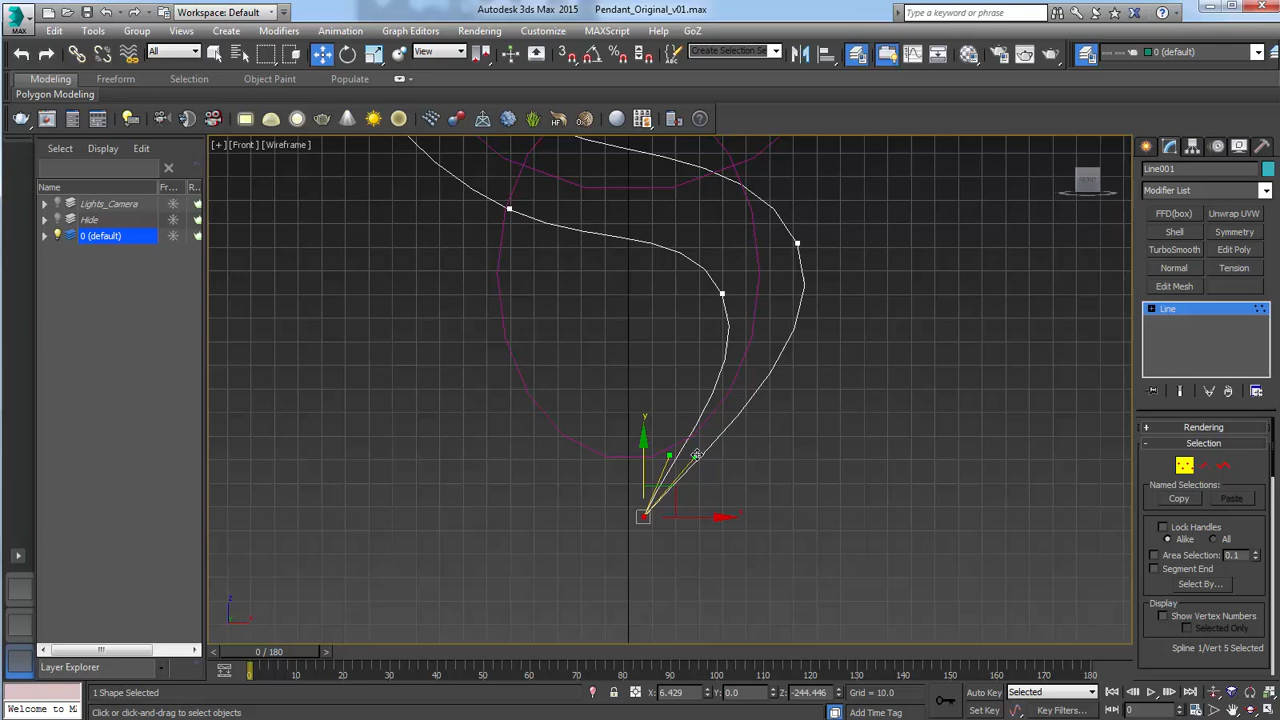 MAX
Workspace: Default
Autodesk 3ds Max 2015
Pendant_Original_v01.max
Type a keyword or phrase
Edit
Tools
Group
Views
Create
Modifiers
Animation
Graph Editors
Rendering
Customize
MAXScript
Help
GoZ
All
View
Create Selection Se
0 (default)
Modeling
Freeform
Selection
Object Paint
Populate
Polygon Modeling
Select
Display
Edit
Name
Fr...
R...
Lights_Camera
Hide
0 (default)
[+] [Front] [Wireframe]
FRONT
y
z
Line001
Modifier List
FFD(box)
Unwrap UVW
Shell
Symmetry
TurboSmooth
Edit Poly
Normal
Tension
Edit Mesh
Line
Rendering
Selection
Named Selections:
Copy
Paste
Lock Handles
Alike
All
Area Selection:
0.1
Segment End
Select By...
Display
Show Vertex Numbers
Selected Only
Spline 1/Vert 5 Selected
Layer Explorer
0 / 180
0
10
20
30
40
50
60
70
80
90
100
110
120
130
140
150
160
170
180
Welcome to M
1 Shape Selected
Click or click-and-drag to select objects
X: 6.429
Y: 0.0
Z: -244.446
Grid = 10.0
Add Time Tag
Auto Key
Selected
Set Key
Key Filters...
0